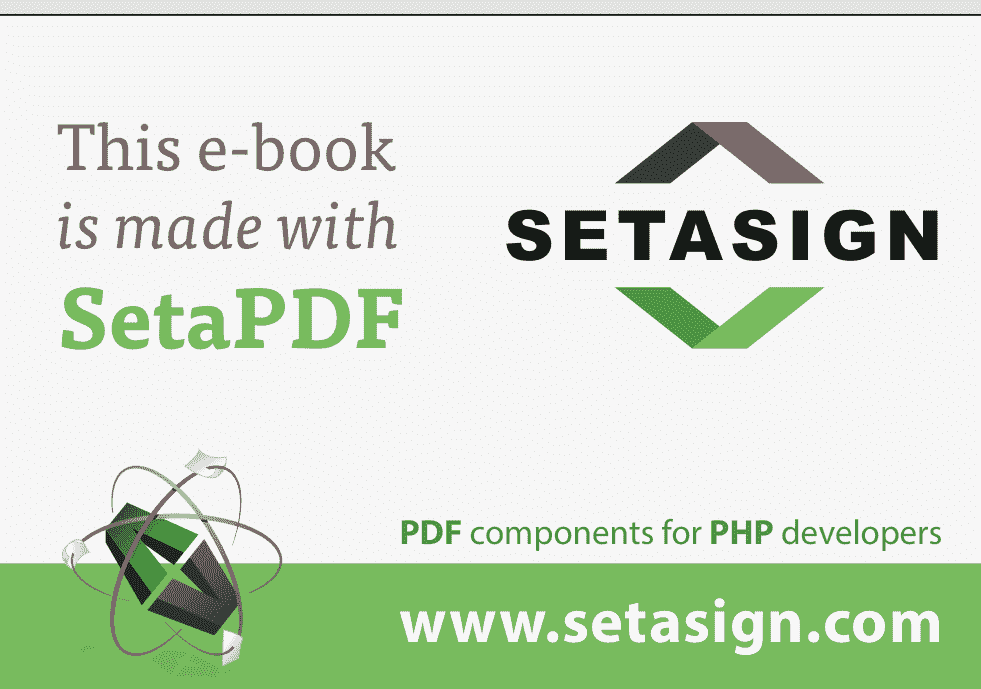 This e-book
is made with
SetaPDF
SETASIGN
PDF components for PHP developers
www.setasign.com